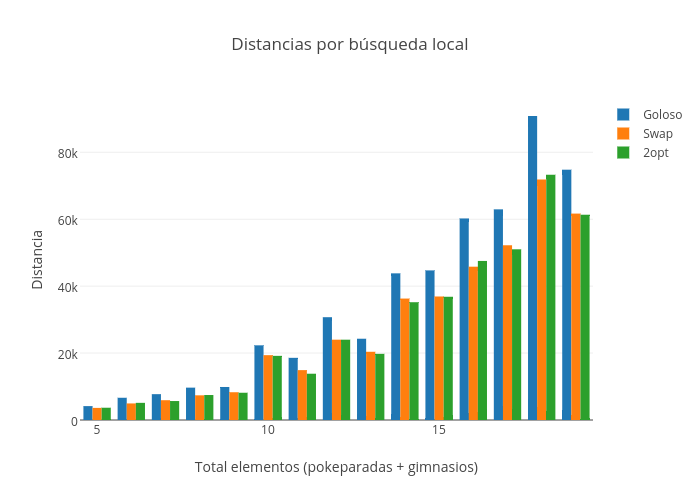 Distancias por búsqueda local
Goloso
Swap
2opt
80k
60k
40k
20k
0
Distancia
5
10
15
Total elementos (pokeparadas + gimnasios)